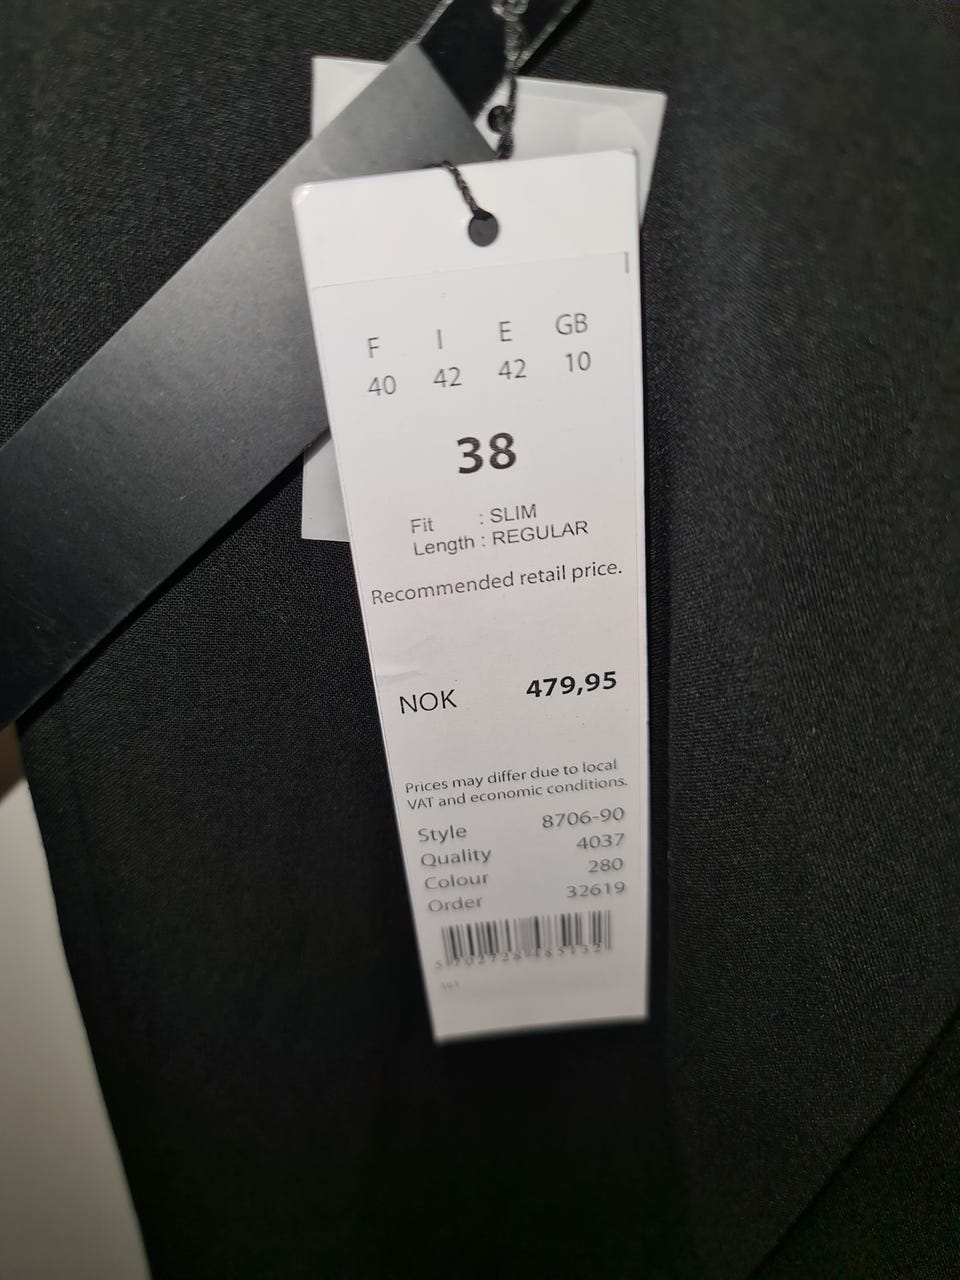 F I E GB
40 42 42 10
38
Fit : SLIM
Length : REGULAR
Recommended retail price.
NOK 479,95
Prices may differ due to local
VAT and economic conditions.
Style 8706-90
Quality 4037
Colour 280
Order 32619